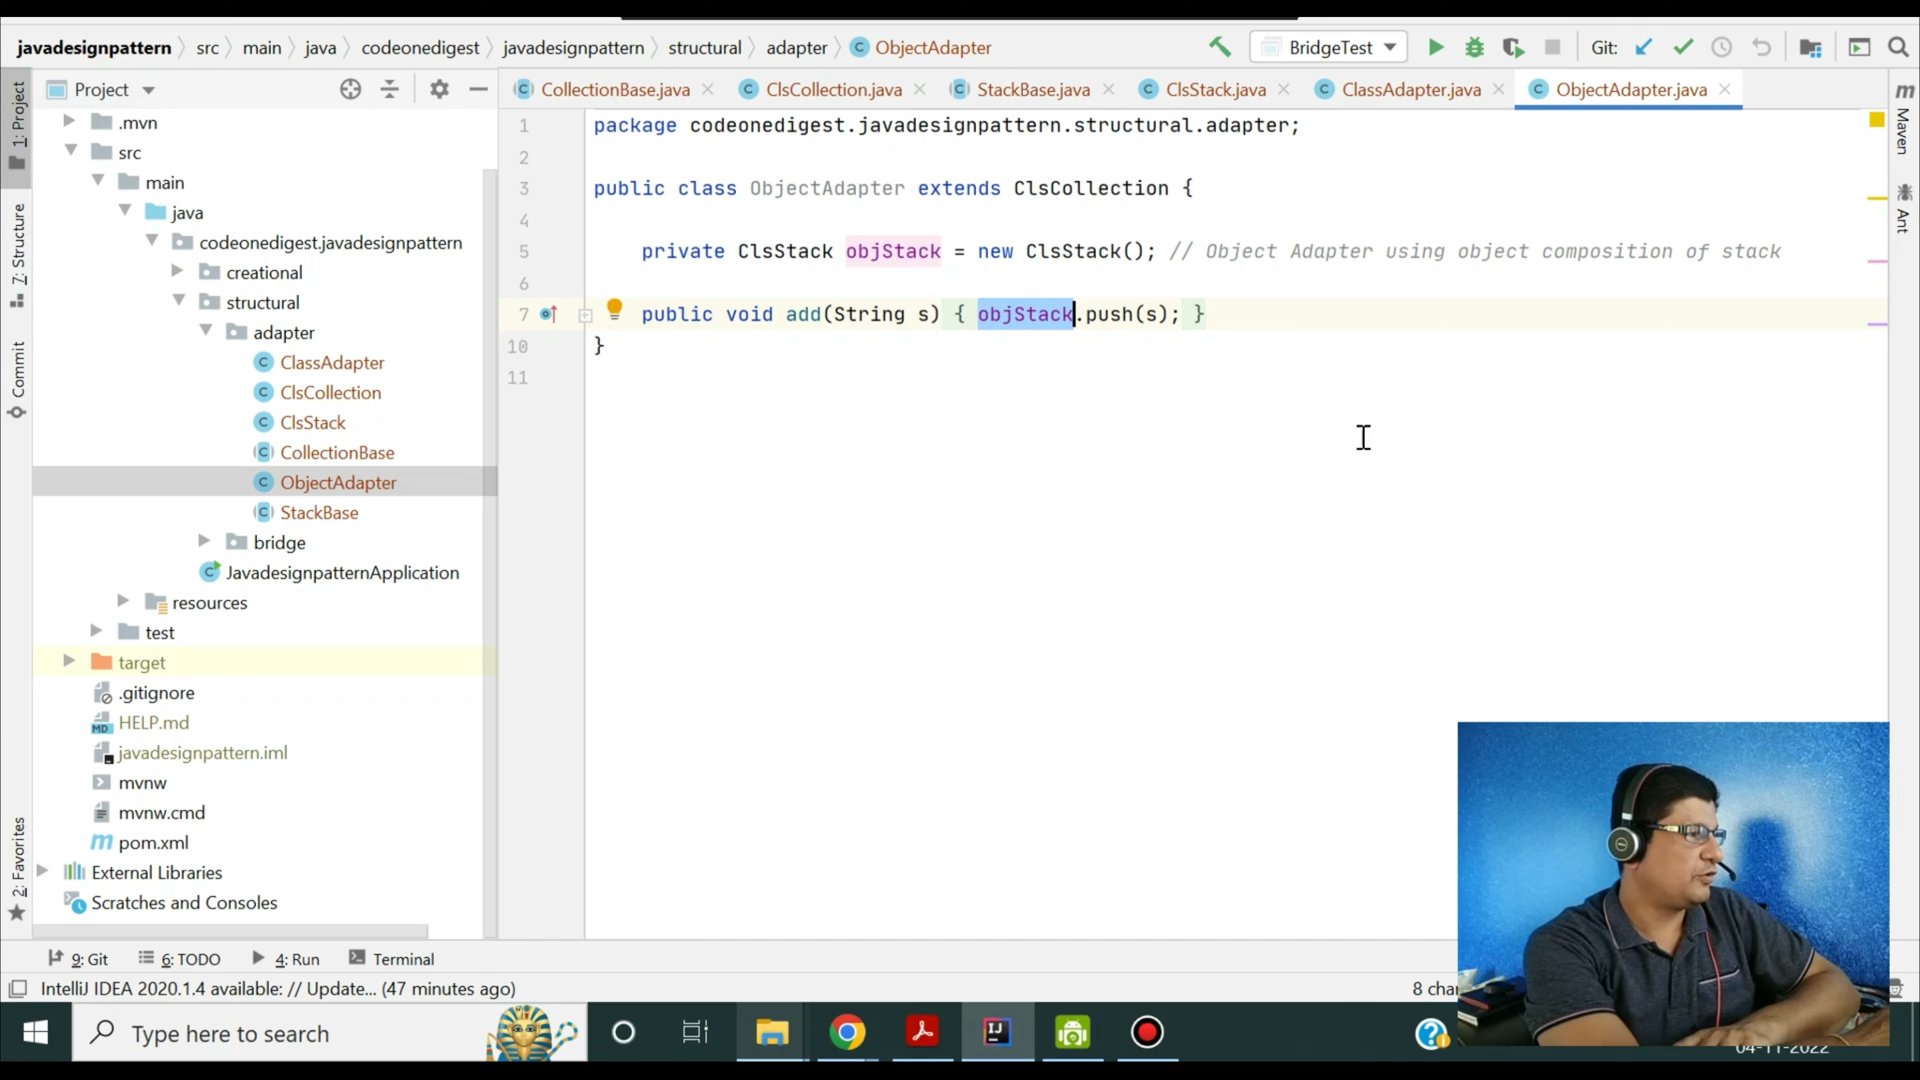 javadesignpattern src main java codeonedigest javadesignpattern structural adapter ObjectAdapter
BridgeTest
Git:
1: Project
7: Structure
Commit
2: Favorites
Project
CollectionBase.java
ClsCollection.java
StackBase.java
ClsStack.java
ClassAdapter.java
ObjectAdapter.java
m
Maven
Ant
.mvn
src
main
java
codeonedigest.javadesignpattern
creational
structural
adapter
ClassAdapter
ClsCollection
ClsStack
CollectionBase
ObjectAdapter
StackBase
bridge
JavadesignpatternApplication
resources
test
target
.gitignore
HELP.md
javadesignpattern.iml
mvnw
mvnw.cmd
pom.xml
External Libraries
Scratches and Consoles
1 package codeonedigest.javadesignpattern.structural.adapter;
2
3 public class ObjectAdapter extends ClsCollection {
4
5 private ClsStack objStack = new ClsStack(); // Object Adapter using object composition of stack
6
7 public void add(String s) { objStack.push(s); }
10 }
11
9: Git
6: TODO
4: Run
Terminal
IntelliJ IDEA 2020.1.4 available: // Update... (47 minutes ago)
8 char
Type here to search
IJ
04-11-2022